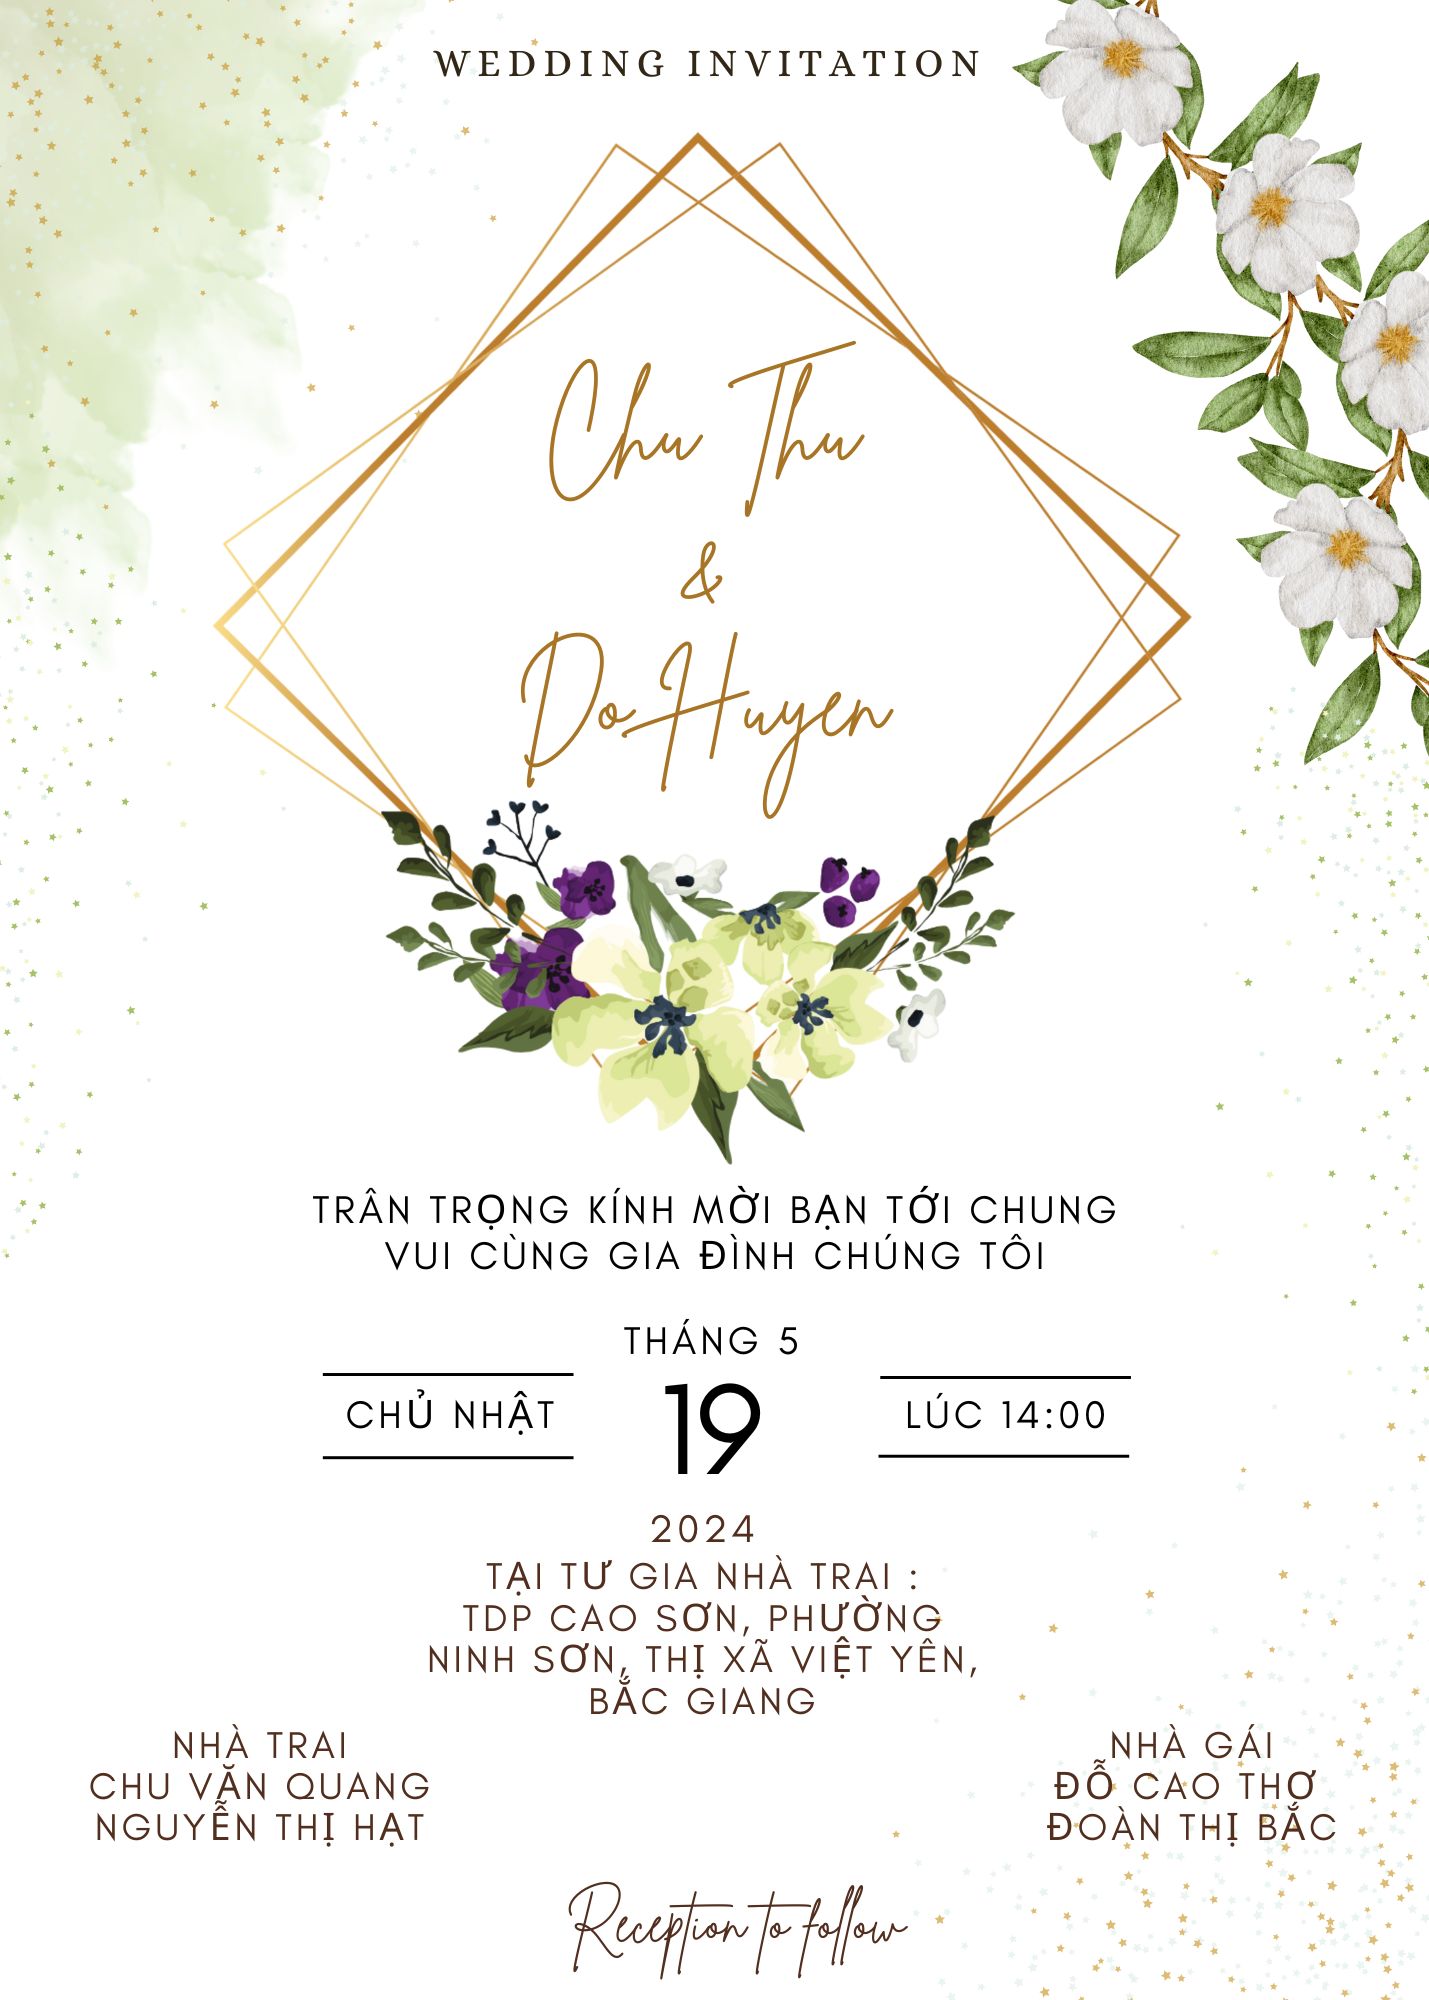 WEDDING INVITATION
Chu Thu
&
Do Huyen
TRÂN TRỌNG KÍNH MỜI BẠN TỚI CHUNG
VUI CÙNG GIA ĐÌNH CHÚNG TÔI
THÁNG 5
CHỦ NHẬT
19
LÚC 14:00
2024
TẠI TƯ GIA NHÀ TRAI :
TDP CAO SƠN, PHƯỜNG
NINH SƠN, THỊ XÃ VIỆT YÊN,
BẮC GIANG
NHÀ TRAI
CHU VĂN QUANG
NGUYỄN THỊ HẠT
NHÀ GÁI
ĐỖ CAO THƠ
ĐOÀN THỊ BẮC
Reception to follow